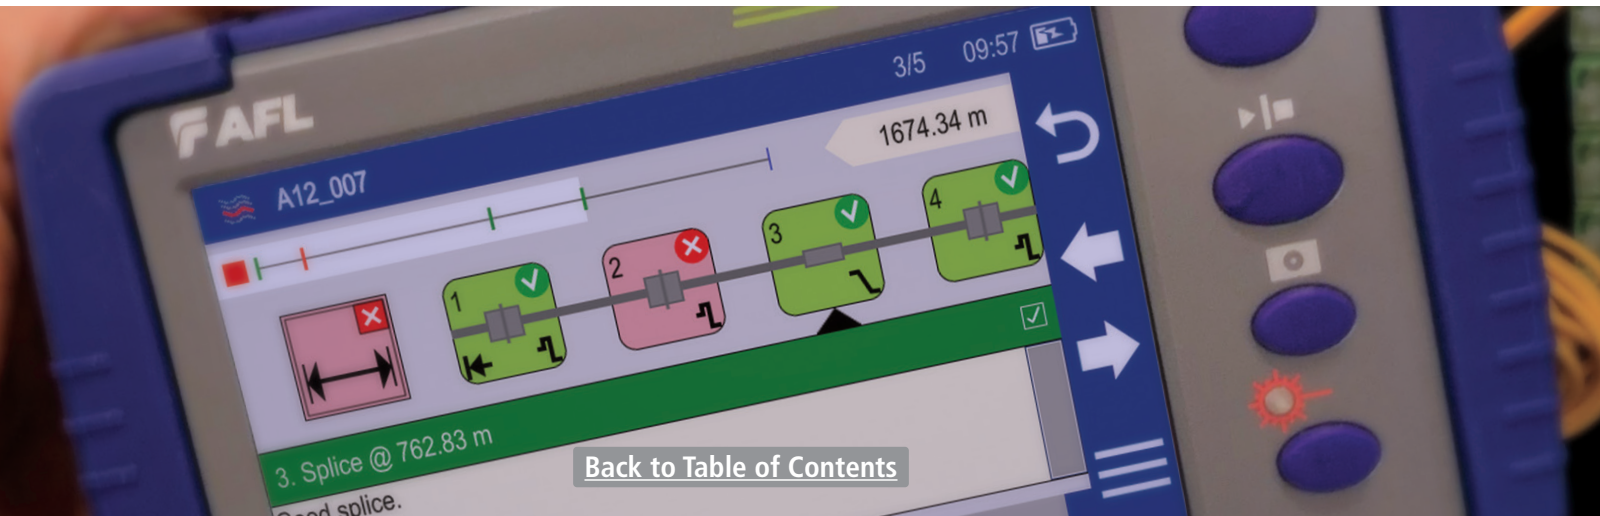 AFL
3/5 09:57
A12_007
1674.34 m
1
2
3
4
3. Splice @ 762.83 m
Good splice.
Back to Table of Contents